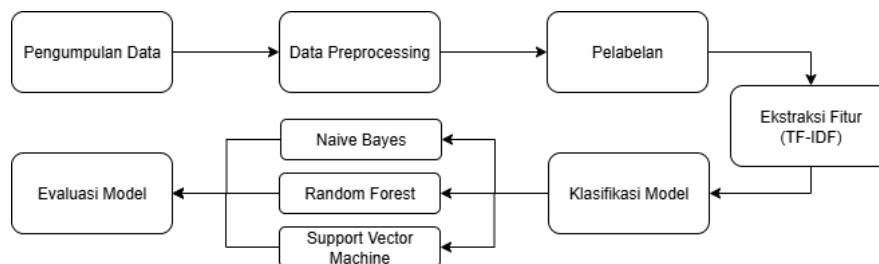 Pengumpulan Data
Data Preprocessing
Pelabelan
Ekstraksi Fitur
(TF-IDF)
Klasifikasi Model
Naive Bayes
Random Forest
Support Vector
Machine
Evaluasi Model